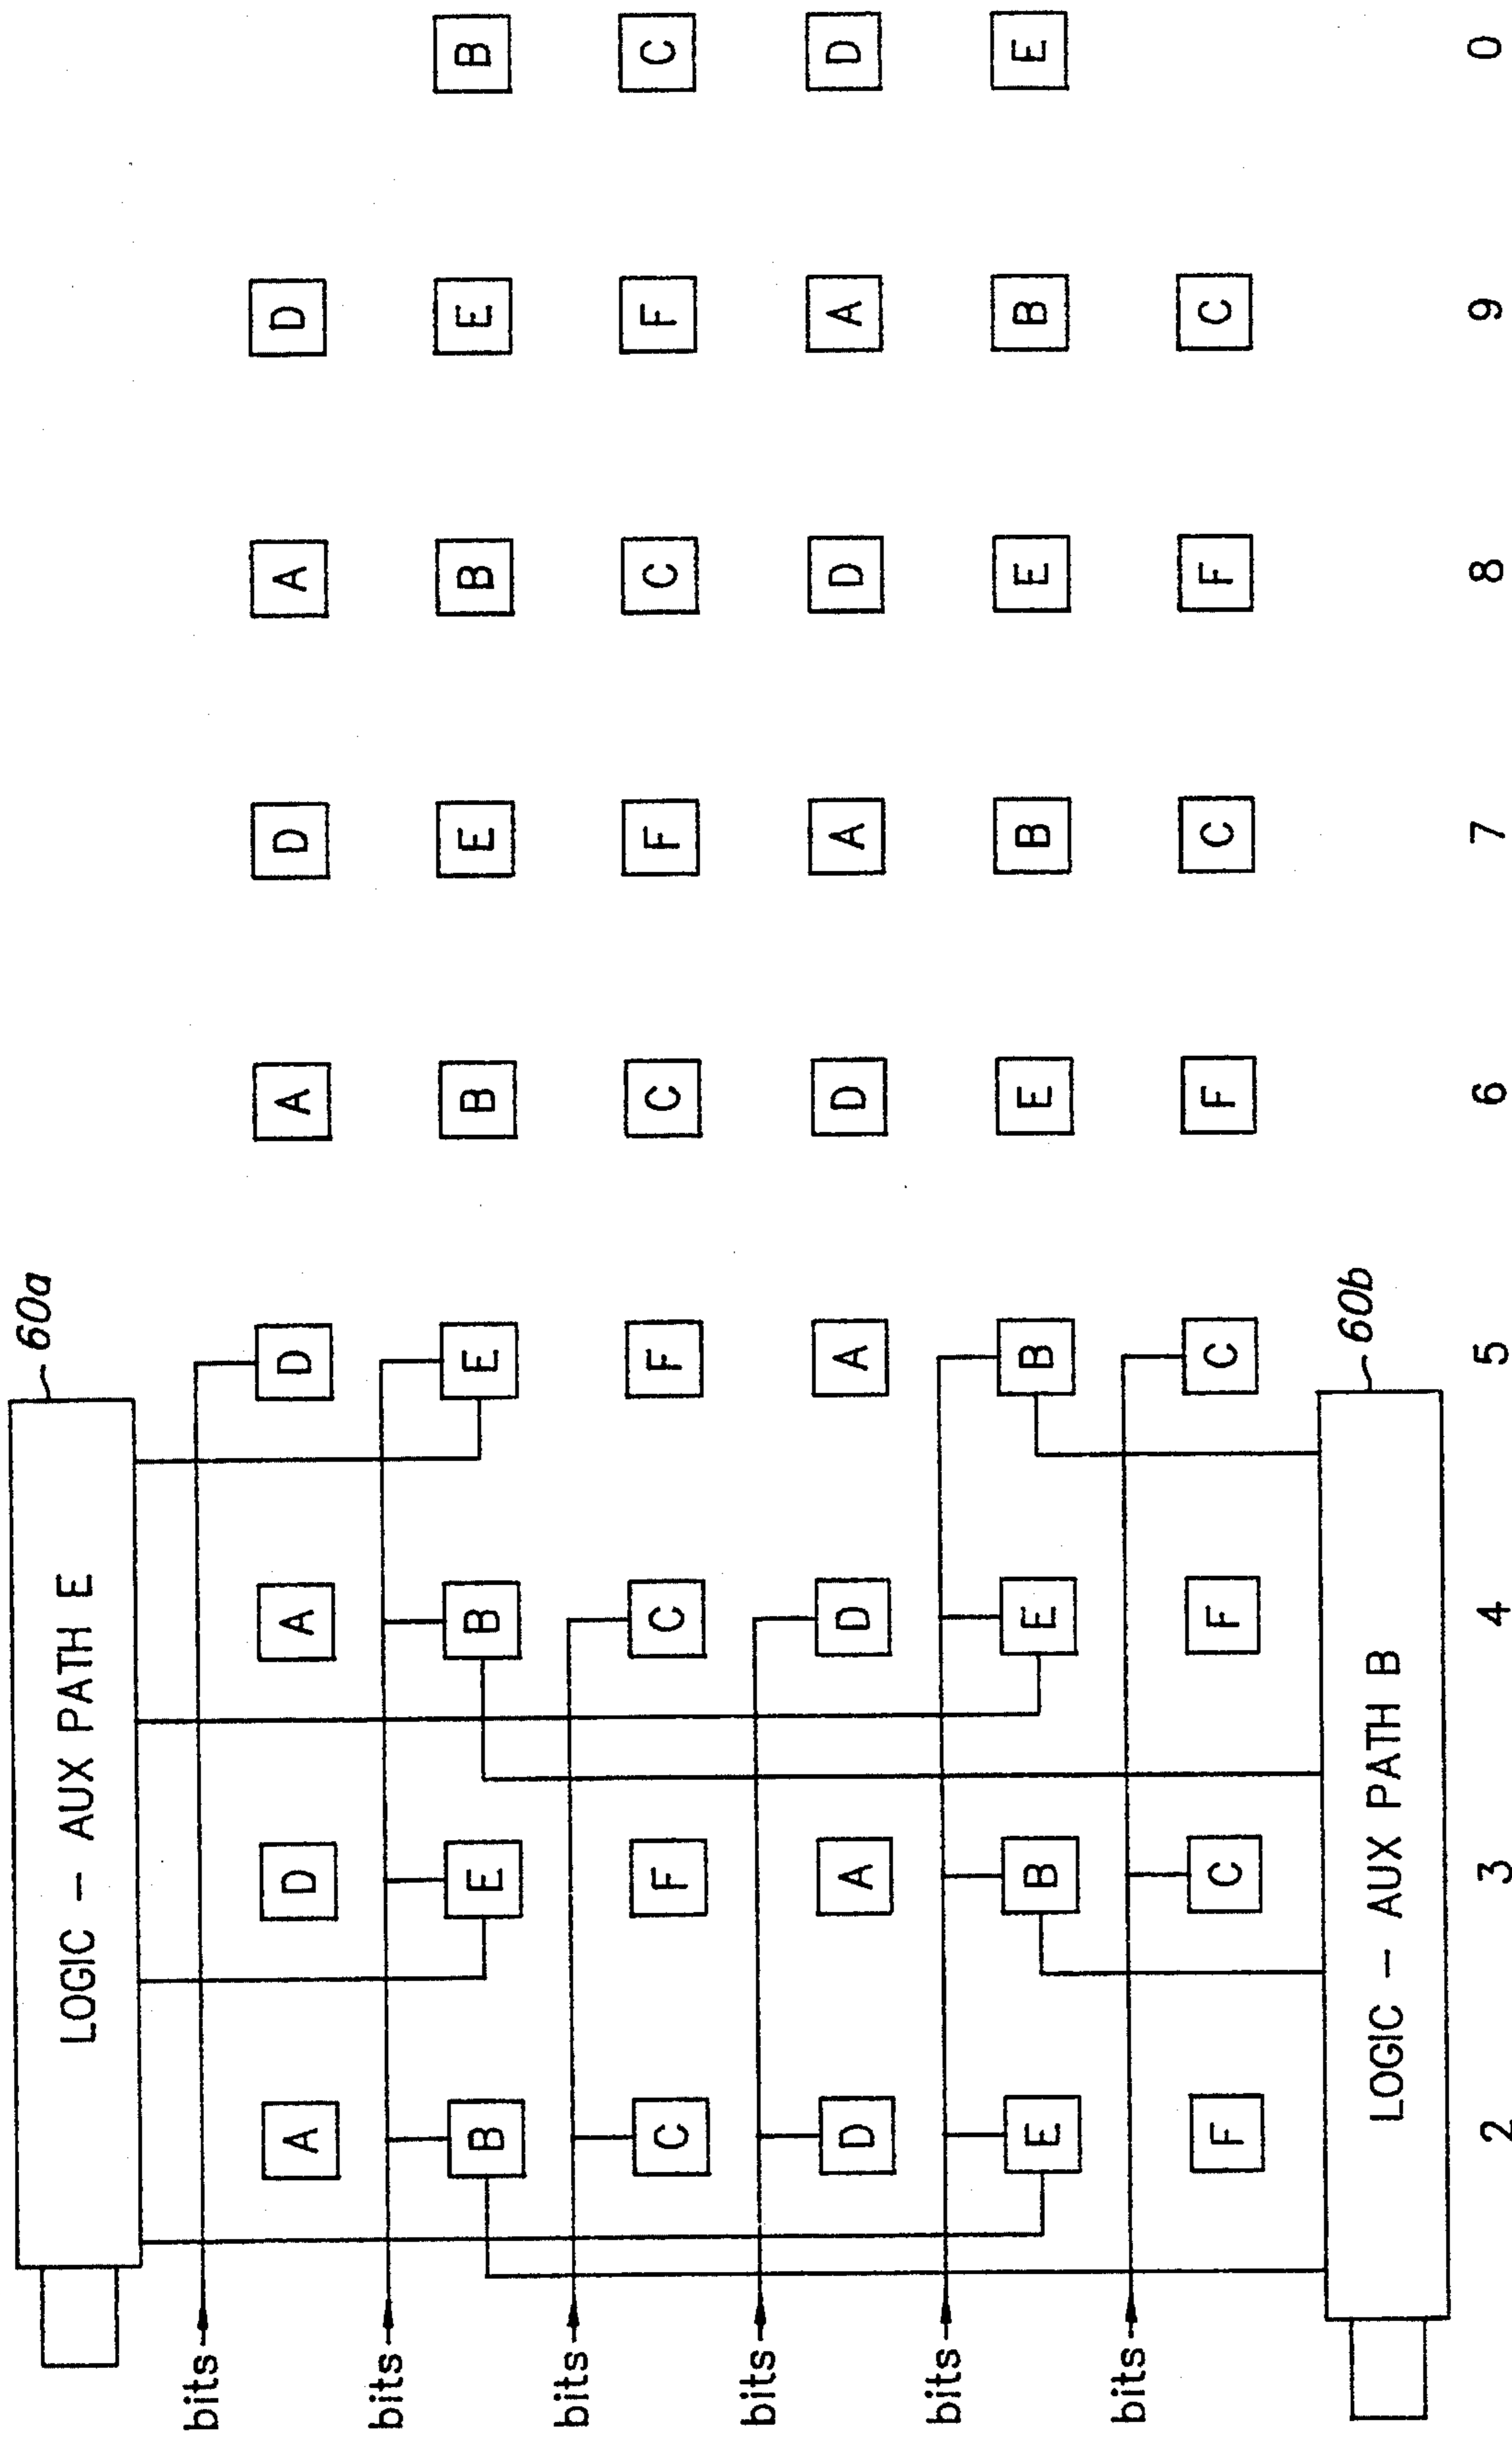 60a
LOGIC – AUX PATH E
bits
A D A D A D A D
bits
B E B E B E B E B
bits
C F C F C F C F C
bits
D A D A D A D A D
bits
E B E B E B E B E
bits
F C F C F C F C
60b
LOGIC – AUX PATH B
2 3 4 5 6 7 8 9 0